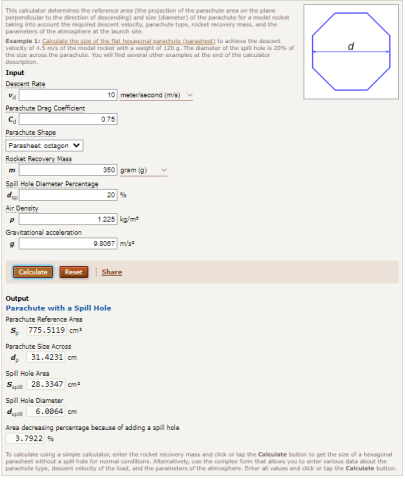 This calculator determines the reference area (the projection of the parachute area on the plane
perpendicular to the direction of descending) and size (diameter) of the parachute for a model rocket
taking into account the required descent velocity, parachute type, rocket recovery mass, and the
parameters of the atmosphere at the launch site.
Example 1: Calculate the size of the flat hexagonal parachute (parasheet) to achieve the descent
velocity of 4.5 m/s of the model rocket with a weight of 120 g. The diameter of the spill hole is 20% of
the size across the parachute. You will find several other examples at the end of the calculator
description.
d
Input
Descent Rate
vd 10 meter/second (m/s)
Parachute Drag Coefficient
Cd 0.75
Parachute Shape
Parasheet octagon
Rocket Recovery Mass
m 350 gram (g)
Spill Hole Diameter Percentage
dsp 20 %
Air Density
ρ 1.225 kg/m³
Gravitational acceleration
g 9.8067 m/s²
Calculate Reset Share
Output
Parachute with a Spill Hole
Parachute Reference Area
Sp 775.5119 cm²
Parachute Size Across
dp 31.4231 cm
Spill Hole Area
Sspill 28.3347 cm²
Spill Hole Diameter
dspill 6.0064 cm
Area decreasing percentage because of adding a spill hole
3.7922 %
To calculate using a simple calculator, enter the rocket recovery mass and click or tap the Calculate button to get the size of a hexagonal
parasheet without a spill hole for normal conditions. Alternatively, use the complex form that allows you to enter various data about the
parachute type, descent velocity of the load, and the parameters of the atmosphere. Enter all values and click or tap the Calculate button.